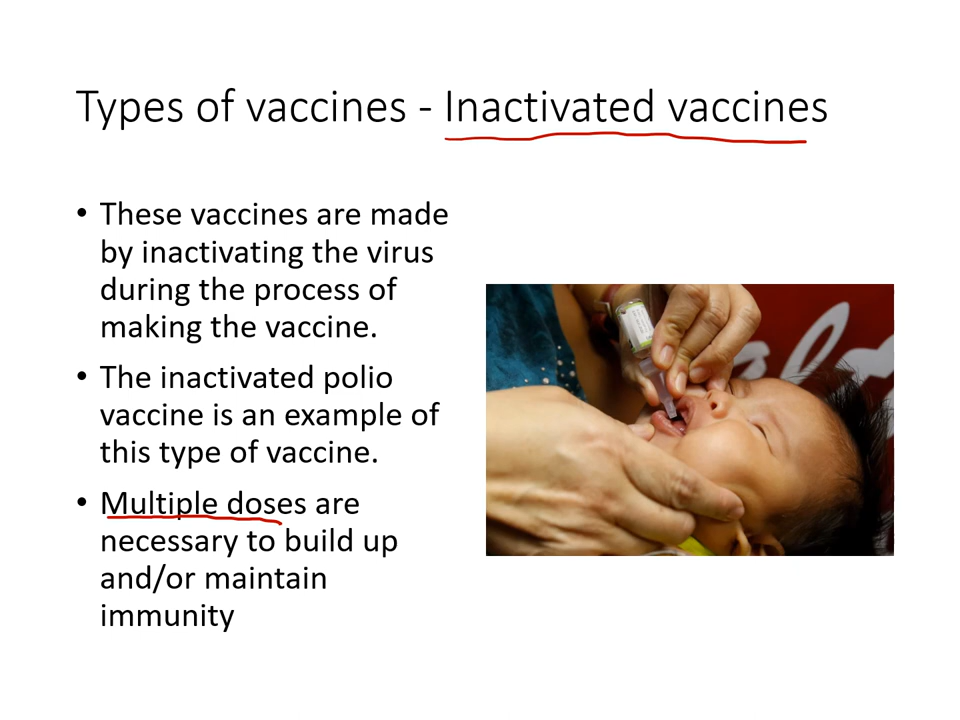 Types of vaccines - Inactivated vaccines
• These vaccines are made
by inactivating the virus
during the process of
making the vaccine.
• The inactivated polio
vaccine is an example of
this type of vaccine.
• Multiple doses are
necessary to build up
and/or maintain
immunity